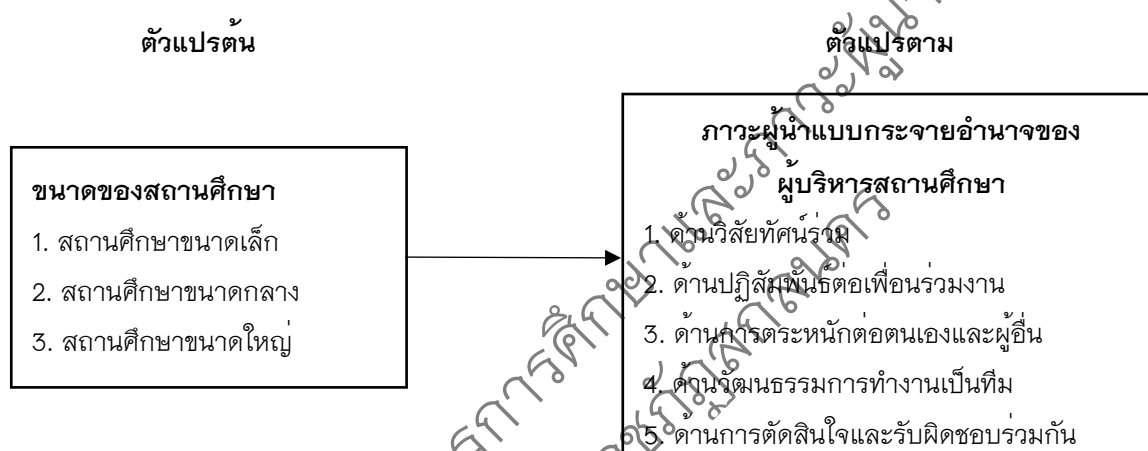 ตัวแปรต้น
ตัวแปรตาม
ขนาดของสถานศึกษา
1. สถานศึกษาขนาดเล็ก
2. สถานศึกษาขนาดกลาง
3. สถานศึกษาขนาดใหญ่
ภาวะผู้นำแบบกระจายอำนาจของ
ผู้บริหารสถานศึกษา
1. ด้านวิสัยทัศน์ร่วม
2. ด้านปฏิสัมพันธ์ต่อเพื่อนร่วมงาน
3. ด้านการตระหนักต่อตนเองและผู้อื่น
4. ด้านวัฒนธรรมการทำงานเป็นทีม
5. ด้านการตัดสินใจและรับผิดชอบร่วมกัน